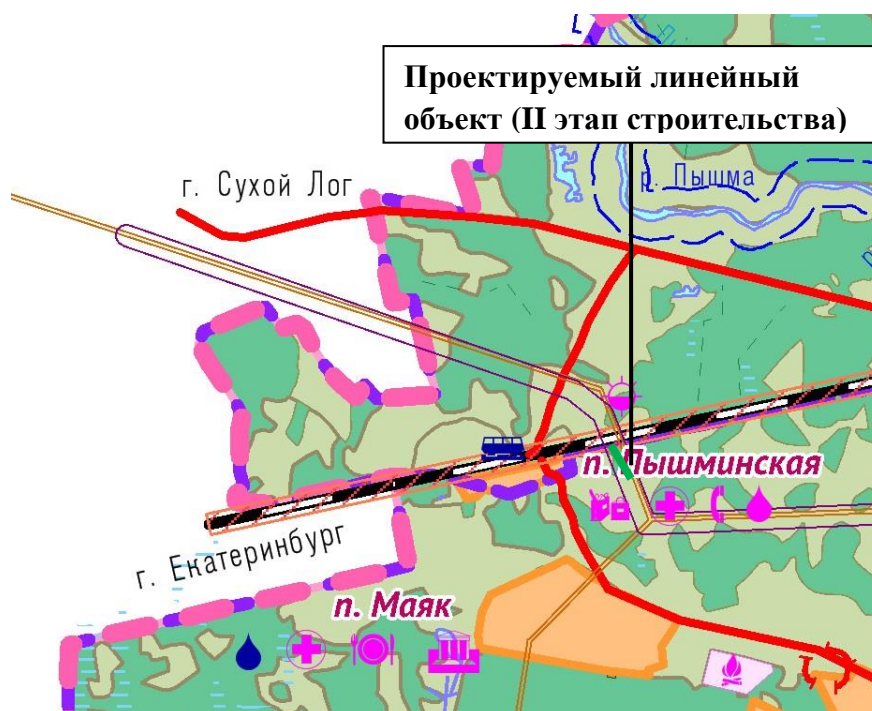 Проектируемый линейный
объект (II этап строительства)
г. Сухой Лог
р. Пышма
п. Пышминская
г. Екатеринбург
п. Маяк